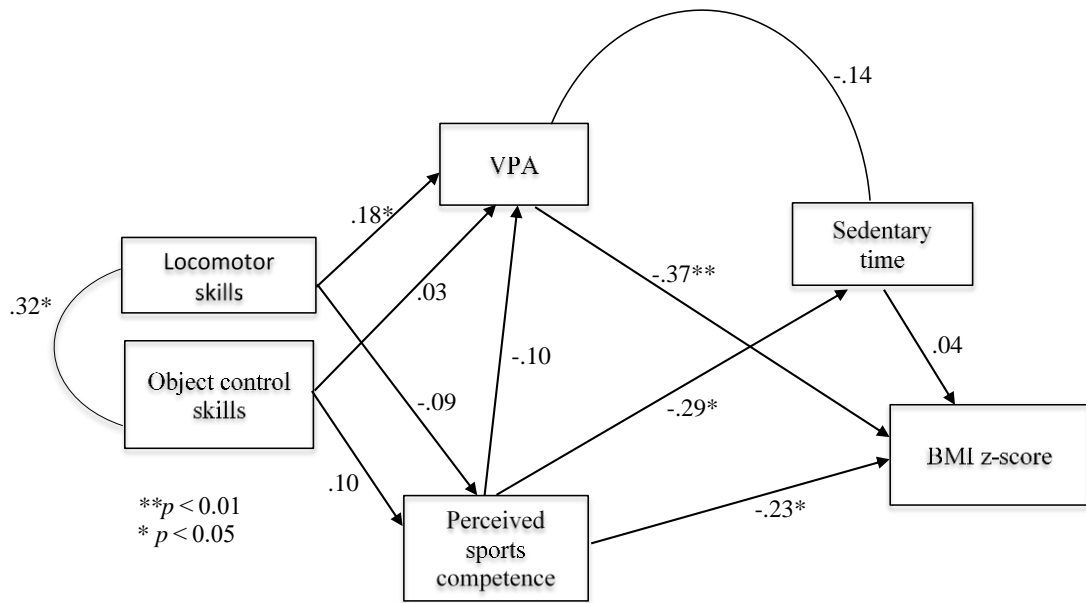 -.14
VPA
.18*
Sedentary
time
Locomotor
skills
-.37**
.32*
.03
-.10
.04
Object control
skills
-.09
-.29*
BMI z-score
.10
-.23*
**p < 0.01
* p < 0.05
Perceived
sports
competence